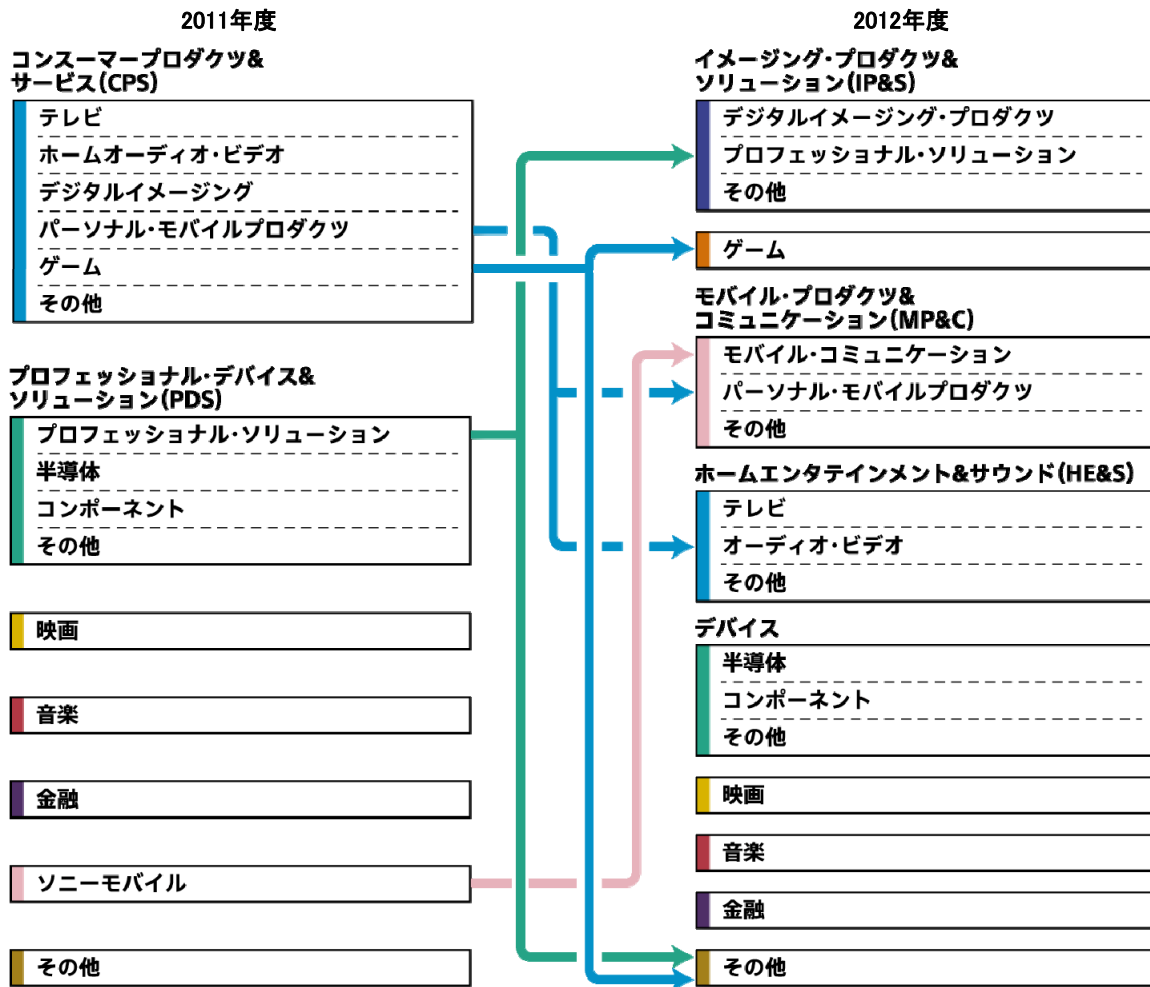 2011年度
コンスーマープロダクツ&
サービス(CPS)
テレビ
ホームオーディオ・ビデオ
デジタルイメージング
パーソナル・モバイルプロダクツ
ゲーム
その他
プロフェッショナル・デバイス&
ソリューション(PDS)
プロフェッショナル・ソリューション
半導体
コンポーネント
その他
映画
音楽
金融
ソニーモバイル
その他
2012年度
イメージング・プロダクツ&
ソリューション(IP&S)
デジタルイメージング・プロダクツ
プロフェッショナル・ソリューション
その他
ゲーム
モバイル・プロダクツ&
コミュニケーション(MP&C)
モバイル・コミュニケーション
パーソナル・モバイルプロダクツ
その他
ホームエンタテインメント&サウンド(HE&S)
テレビ
オーディオ・ビデオ
その他
デバイス
半導体
コンポーネント
その他
映画
音楽
金融
その他